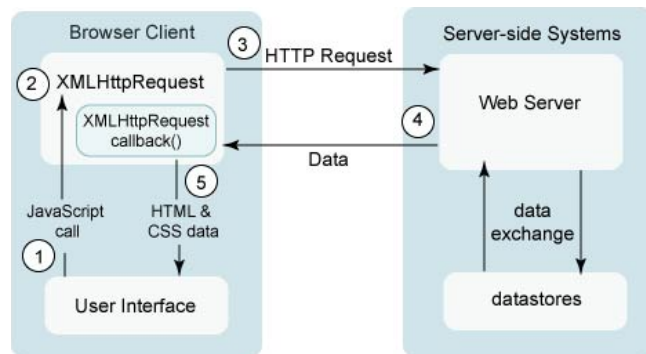 Browser Client
Server-side Systems
3
HTTP Request
2
XMLHttpRequest
Web Server
XMLHttpRequest
callback()
4
Data
5
JavaScript
call
HTML &
CSS data
data
exchange
1
User Interface
datastores